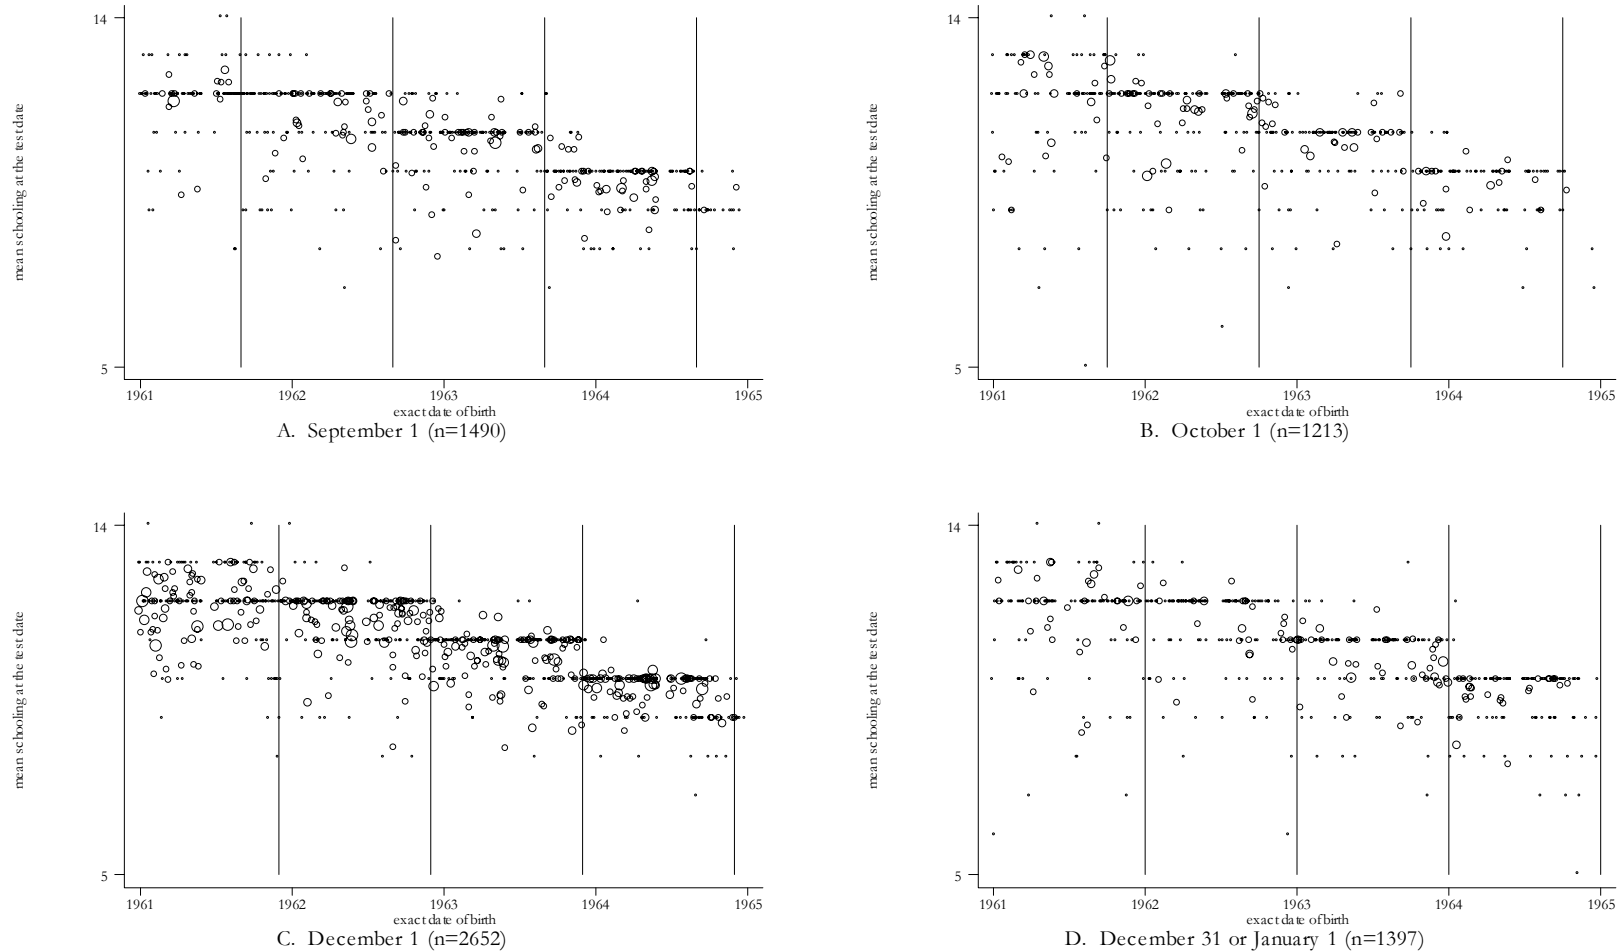 14
mean schooling at the test date
5
1961 1962 1963 1964 1965
exact date of birth
A. September 1 (n=1490)
14
mean schooling at the test date
5
1961 1962 1963 1964 1965
exact date of birth
B. October 1 (n=1213)
14
mean schooling at the test date
5
1961 1962 1963 1964 1965
exact date of birth
C. December 1 (n=2652)
14
mean schooling at the test date
5
1961 1962 1963 1964 1965
exact date of birth
D. December 31 or January 1 (n=1397)